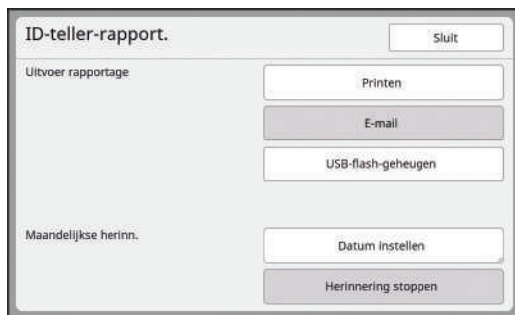 ID-teller-rapport.
Sluit
Uitvoer rapportage
Printen
E-mail
USB-flash-geheugen
Maandelijkse herinn.
Datum instellen
Herinnering stoppen